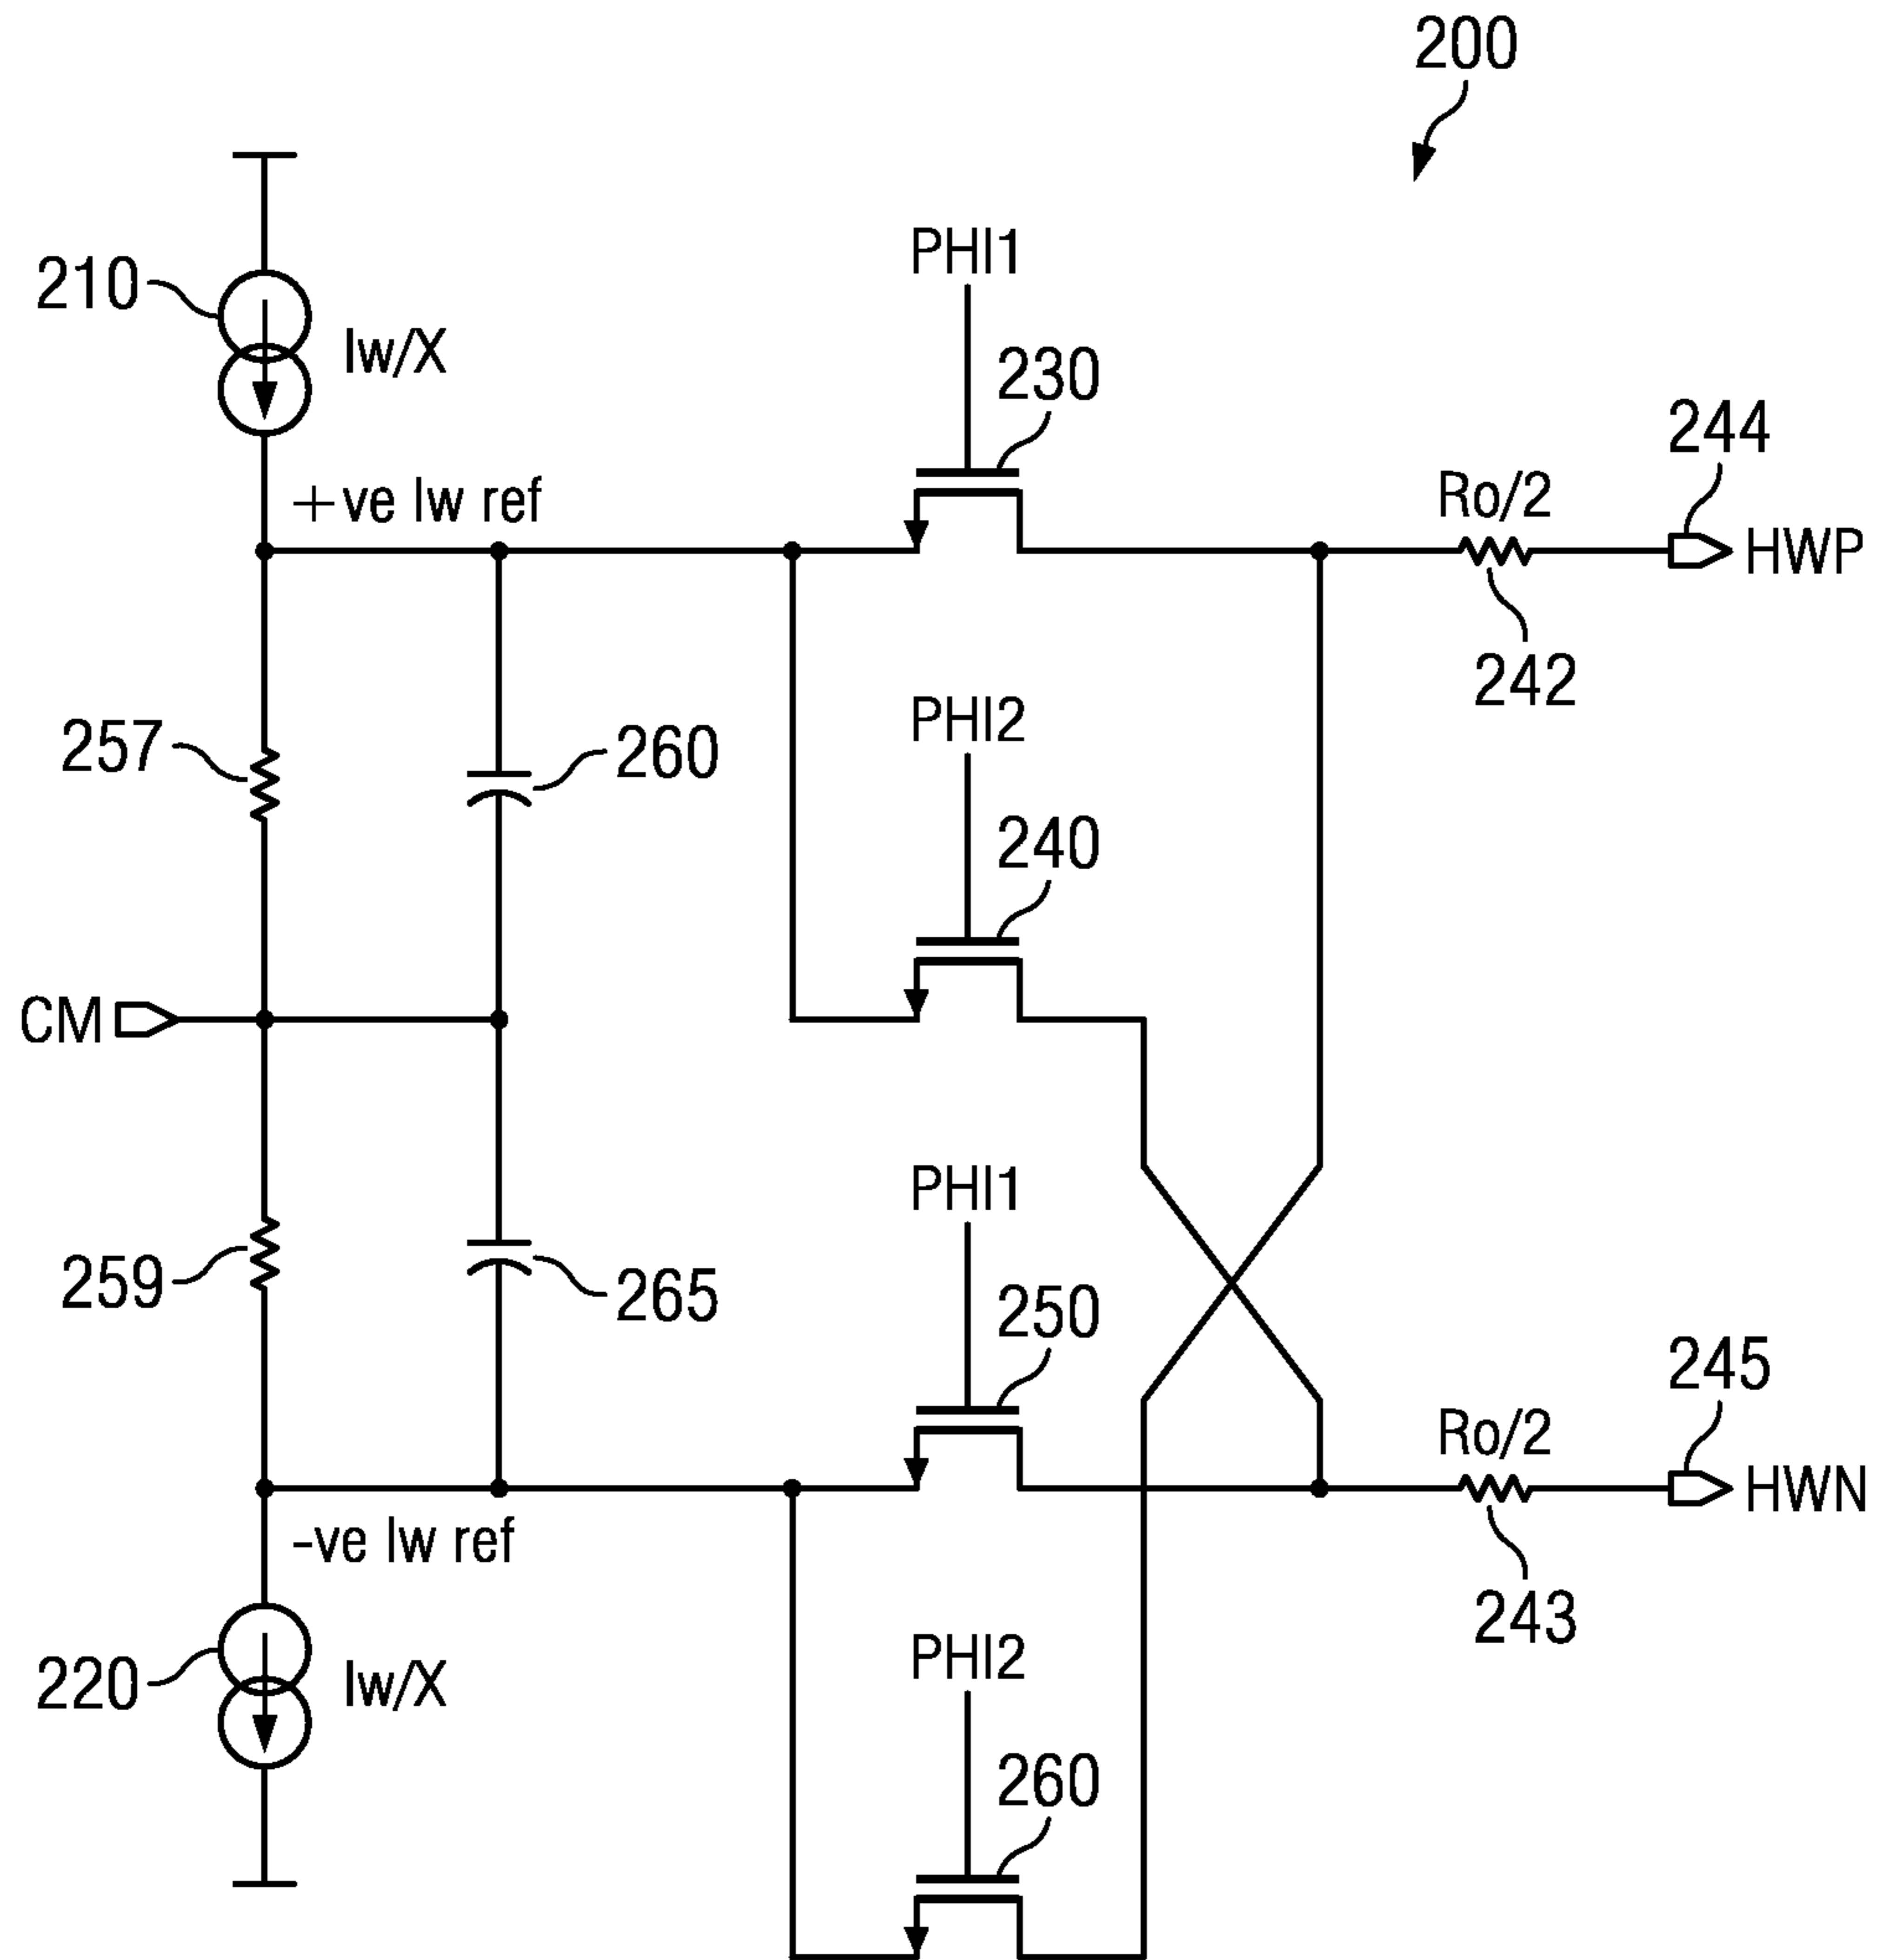 200
PHI1
210
Iw/X
230
244
+ve Iw ref
Ro/2
HWP
242
PHI2
257
260
240
CM
PHI1
259
265
250
245
Ro/2
HWN
-ve Iw ref
243
PHI2
220
Iw/X
260